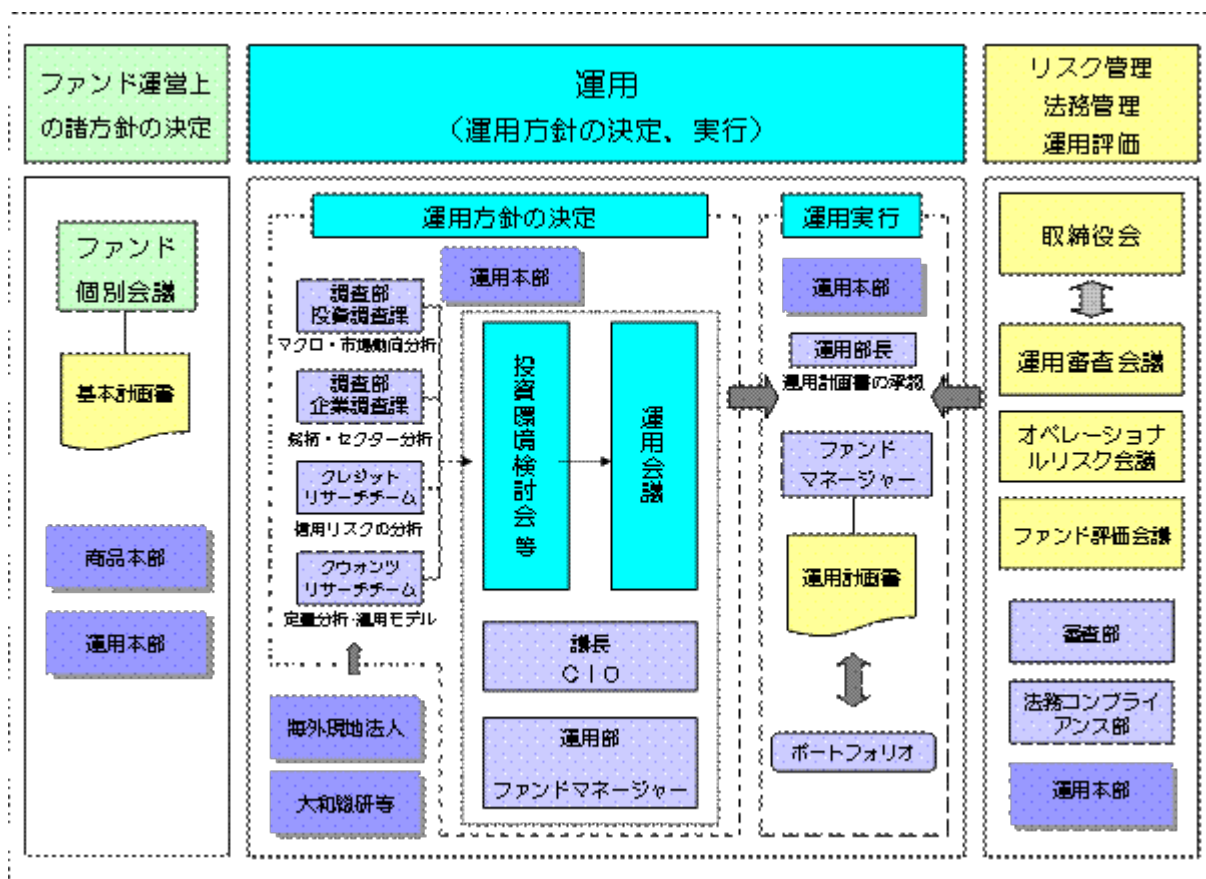 ファンド運営上
の諸方針の決定
運用
（運用方針の決定、実行）
リスク管理
法務管理
運用評価
ファンド
個別会議
基本計画書
商品本部
運用本部
運用方針の決定
運用本部
調査部
投資調査課
マクロ・市場動向分析
調査部
企業調査課
銘柄・セクター分析
クレジット
リサーチチーム
信用リスクの分析
クウォンツ
リサーチチーム
定量分析・運用モデル
海外現地法人
大和総研等
投資環境検討会等
運用会議
議長
ＣＩＯ
運用部
ファンドマネージャー
運用実行
運用本部
運用部長
運用計画書の承認
ファンド
マネージャー
運用計画書
ポートフォリオ
取締役会
運用審査会議
オペレーショナ
ルリスク会議
ファンド評価会議
審査部
法務コンプライ
アンス部
運用本部